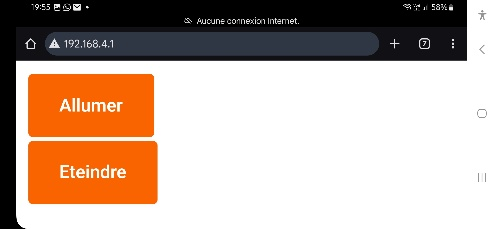 19:55
58%
Aucune connexion Internet.
192.168.4.1
7
Allumer
Eteindre